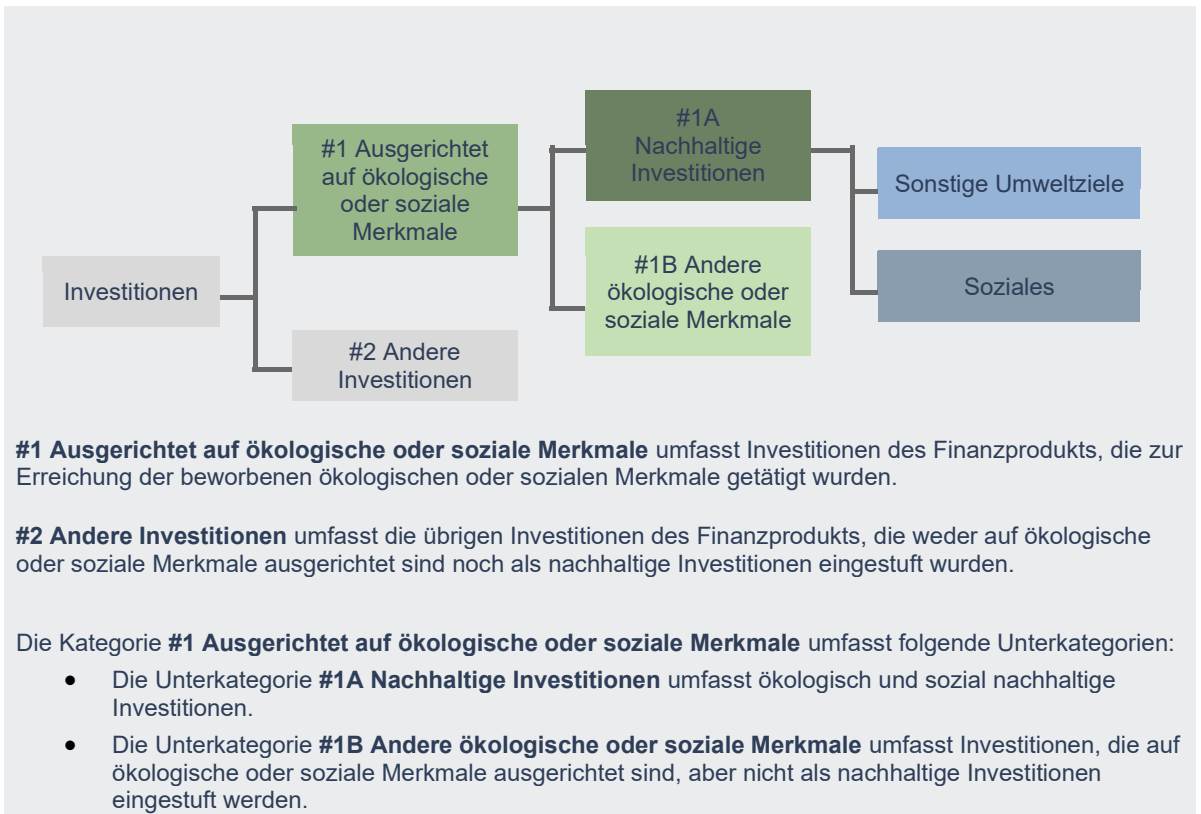 #1A
Nachhaltige
Investitionen
#1 Ausgerichtet
auf ökologische
oder soziale
Merkmale
Sonstige Umweltziele
#1B Andere
ökologische oder
soziale Merkmale
Investitionen
Soziales
#2 Andere
Investitionen
#1 Ausgerichtet auf ökologische oder soziale Merkmale umfasst Investitionen des Finanzprodukts, die zur
Erreichung der beworbenen ökologischen oder sozialen Merkmale getätigt wurden.
#2 Andere Investitionen umfasst die übrigen Investitionen des Finanzprodukts, die weder auf ökologische
oder soziale Merkmale ausgerichtet sind noch als nachhaltige Investitionen eingestuft wurden.
Die Kategorie #1 Ausgerichtet auf ökologische oder soziale Merkmale umfasst folgende Unterkategorien:
• Die Unterkategorie #1A Nachhaltige Investitionen umfasst ökologisch und sozial nachhaltige
Investitionen.
• Die Unterkategorie #1B Andere ökologische oder soziale Merkmale umfasst Investitionen, die auf
ökologische oder soziale Merkmale ausgerichtet sind, aber nicht als nachhaltige Investitionen
eingestuft werden.